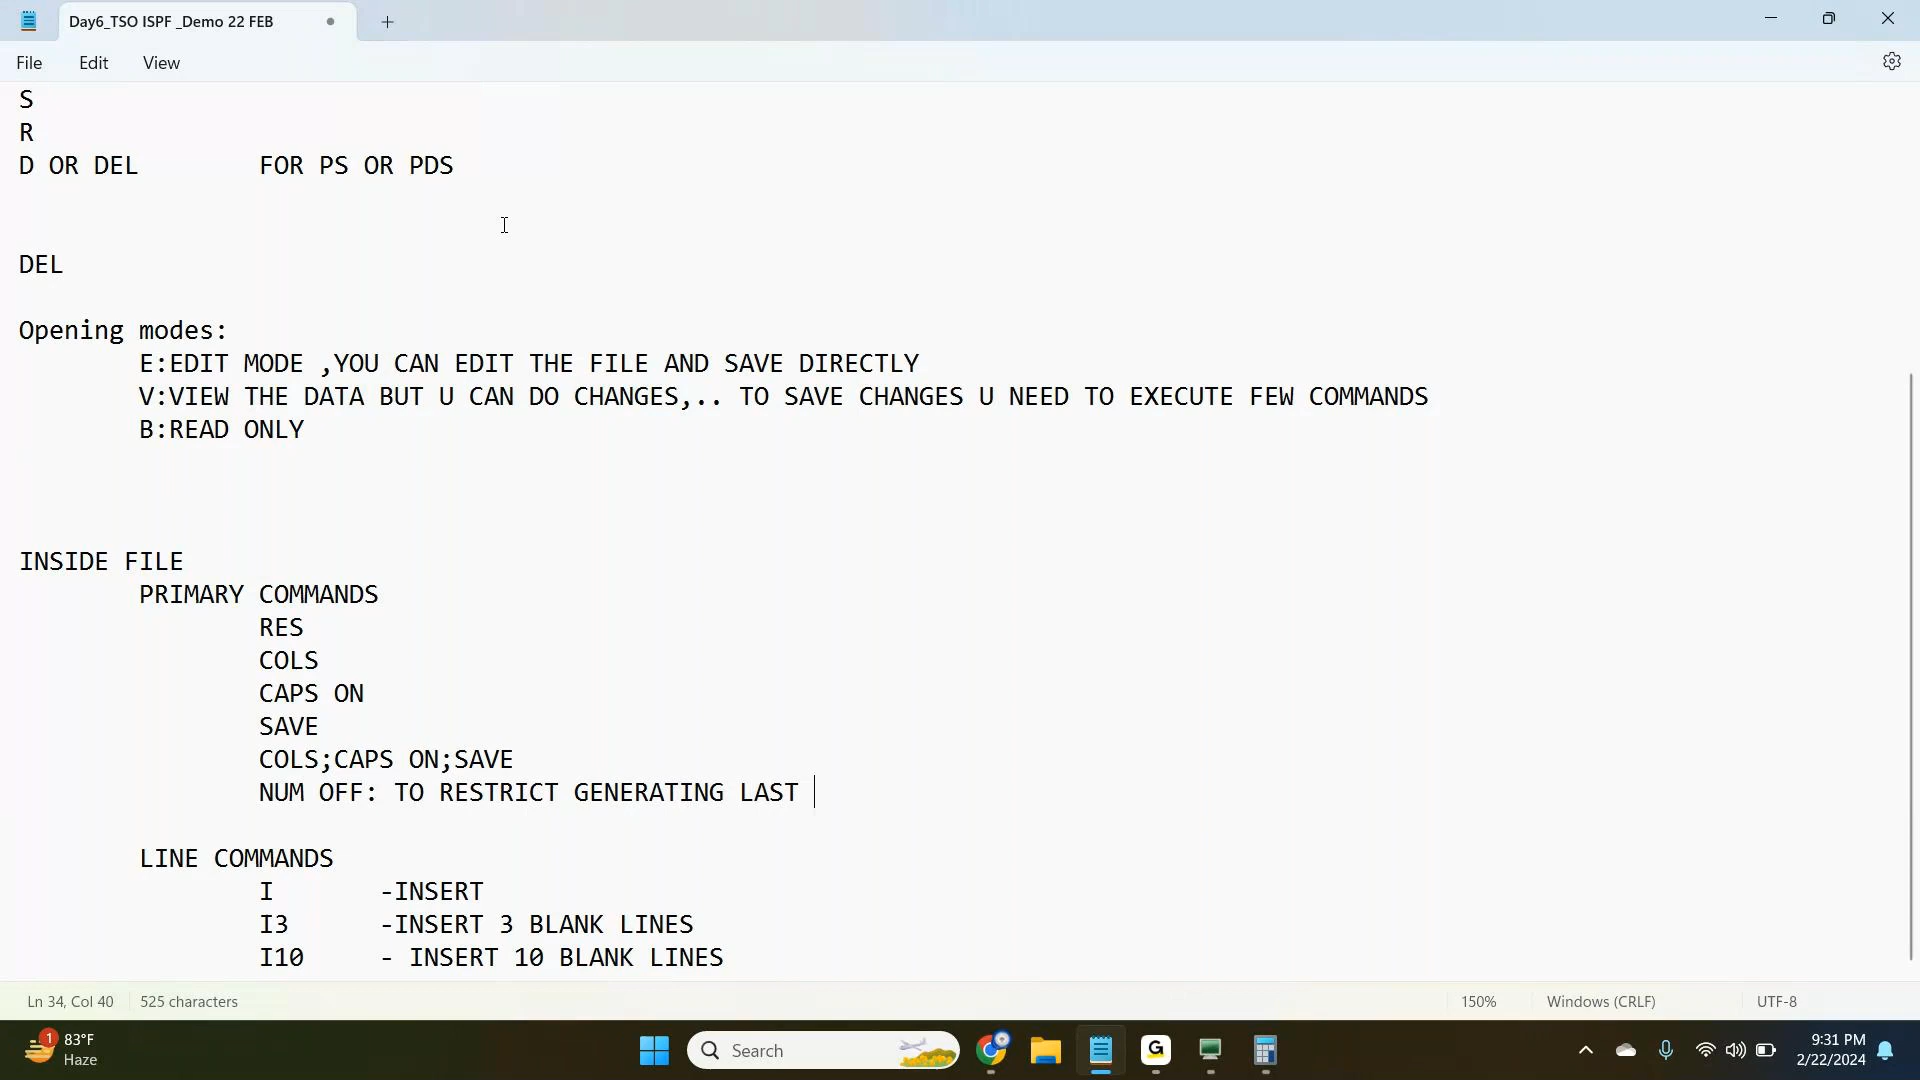 Day6_TSO ISPF _Demo 22 FEB
File Edit View
S
R
D OR DEL FOR PS OR PDS
DEL
Opening modes:
E:EDIT MODE ,YOU CAN EDIT THE FILE AND SAVE DIRECTLY
V:VIEW THE DATA BUT U CAN DO CHANGES,.. TO SAVE CHANGES U NEED TO EXECUTE FEW COMMANDS
B:READ ONLY
INSIDE FILE
PRIMARY COMMANDS
RES
COLS
CAPS ON
SAVE
COLS;CAPS ON;SAVE
NUM OFF: TO RESTRICT GENERATING LAST
LINE COMMANDS
I -INSERT
I3 -INSERT 3 BLANK LINES
I10 - INSERT 10 BLANK LINES
Ln 34, Col 40 525 characters 150% Windows (CRLF) UTF-8
1 83°F Search G 9:31 PM
Haze 2/22/2024